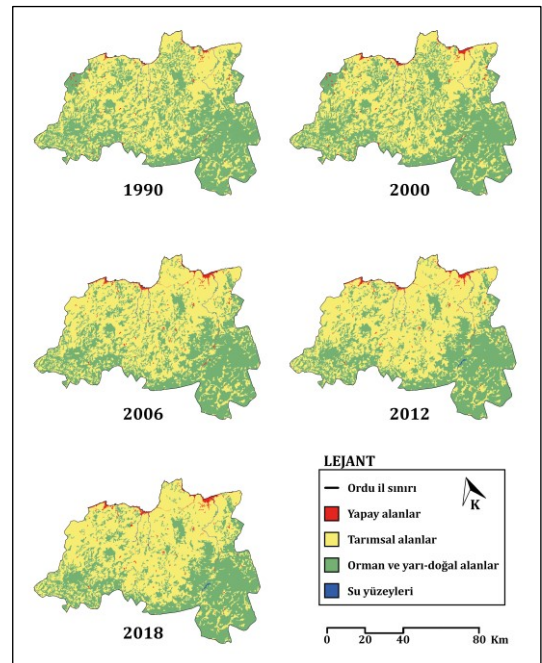 1990
2000
2006
2012
2018
LEJANT
Ordu il sınırı
K
Yapay alanlar
Tarımsal alanlar
Orman ve yarı-doğal alanlar
Su yüzeyleri
0 20 40 80 Km